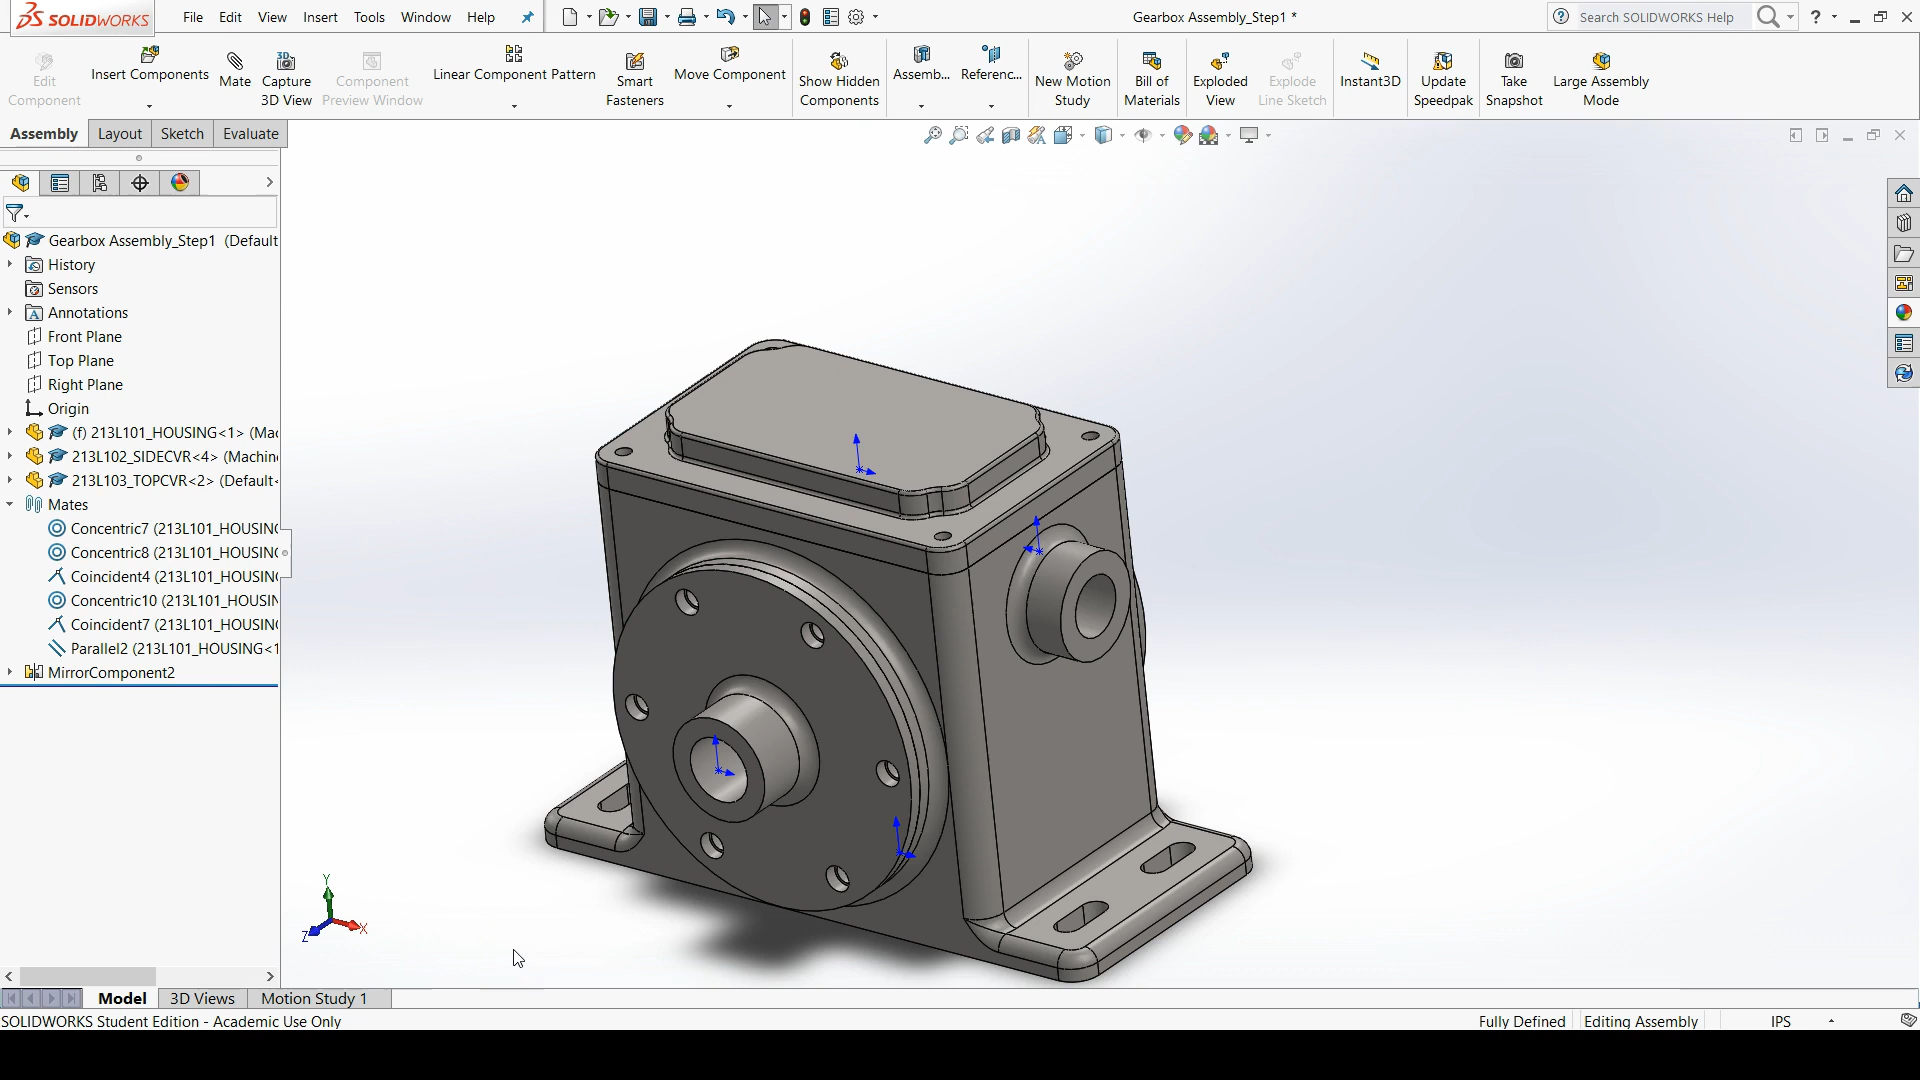 SOLIDWORKS File Edit View Insert Tools Window Help Gearbox Assembly_Step1 * Search SOLIDWORKS Help ?
Edit Component
Insert Components
Mate
Capture 3D View
Component Preview Window
Linear Component Pattern
Smart Fasteners
Move Component
Show Hidden Components
Assemb...
Referenc...
New Motion Study
Bill of Materials
Exploded View
Explode Line Sketch
Instant3D
Update Speedpak
Take Snapshot
Large Assembly Mode
Assembly Layout Sketch Evaluate
Gearbox Assembly_Step1 (Default
History
Sensors
Annotations
Front Plane
Top Plane
Right Plane
Origin
(f) 213L101_HOUSING<1> (Mac
213L102_SIDECVR<4> (Machin
213L103_TOPCVR<2> (Default<
Mates
Concentric7 (213L101_HOUSING
Concentric8 (213L101_HOUSING
Coincident4 (213L101_HOUSING
Concentric10 (213L101_HOUSIN
Coincident7 (213L101_HOUSING
Parallel2 (213L101_HOUSING<1
MirrorComponent2
Y
X
Z
Model 3D Views Motion Study 1
SOLIDWORKS Student Edition - Academic Use Only Fully Defined Editing Assembly IPS